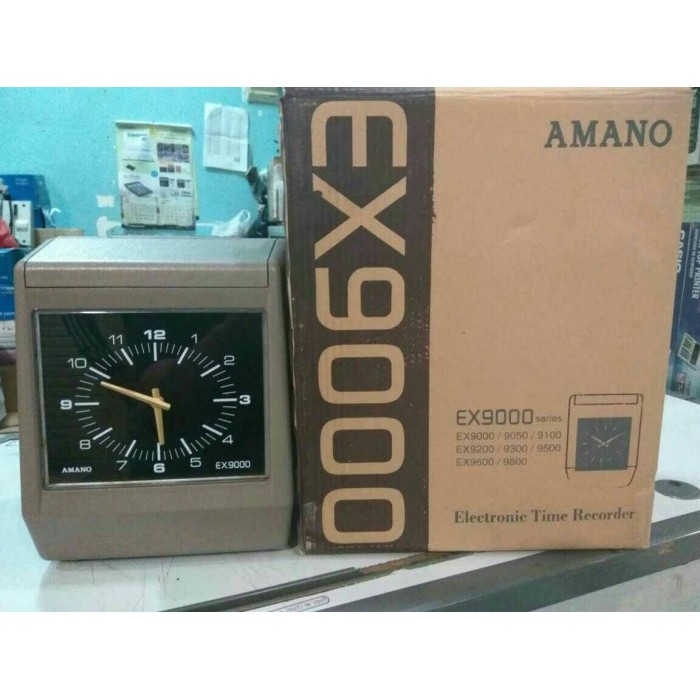 EX9000
AMANO
EX9000 series
EX9000 / 9050 / 9100
EX9200 / 9300 / 9500
EX9600 / 9800
Electronic Time Recorder
12
1
2
3
4
5
6
7
8
9
10
11
AMANO
EX9000
CASIO